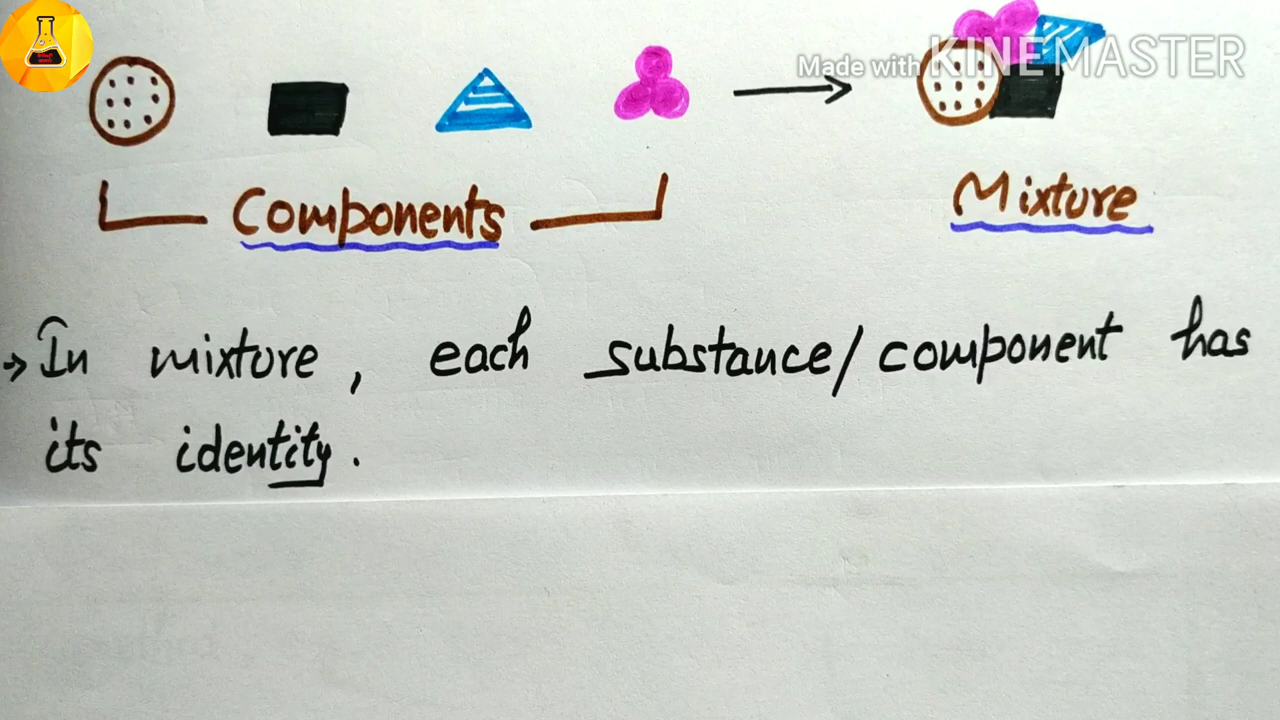 Made with KINEMASTER
Components
Mixture
→ In mixture, each substance/component has
its identity.